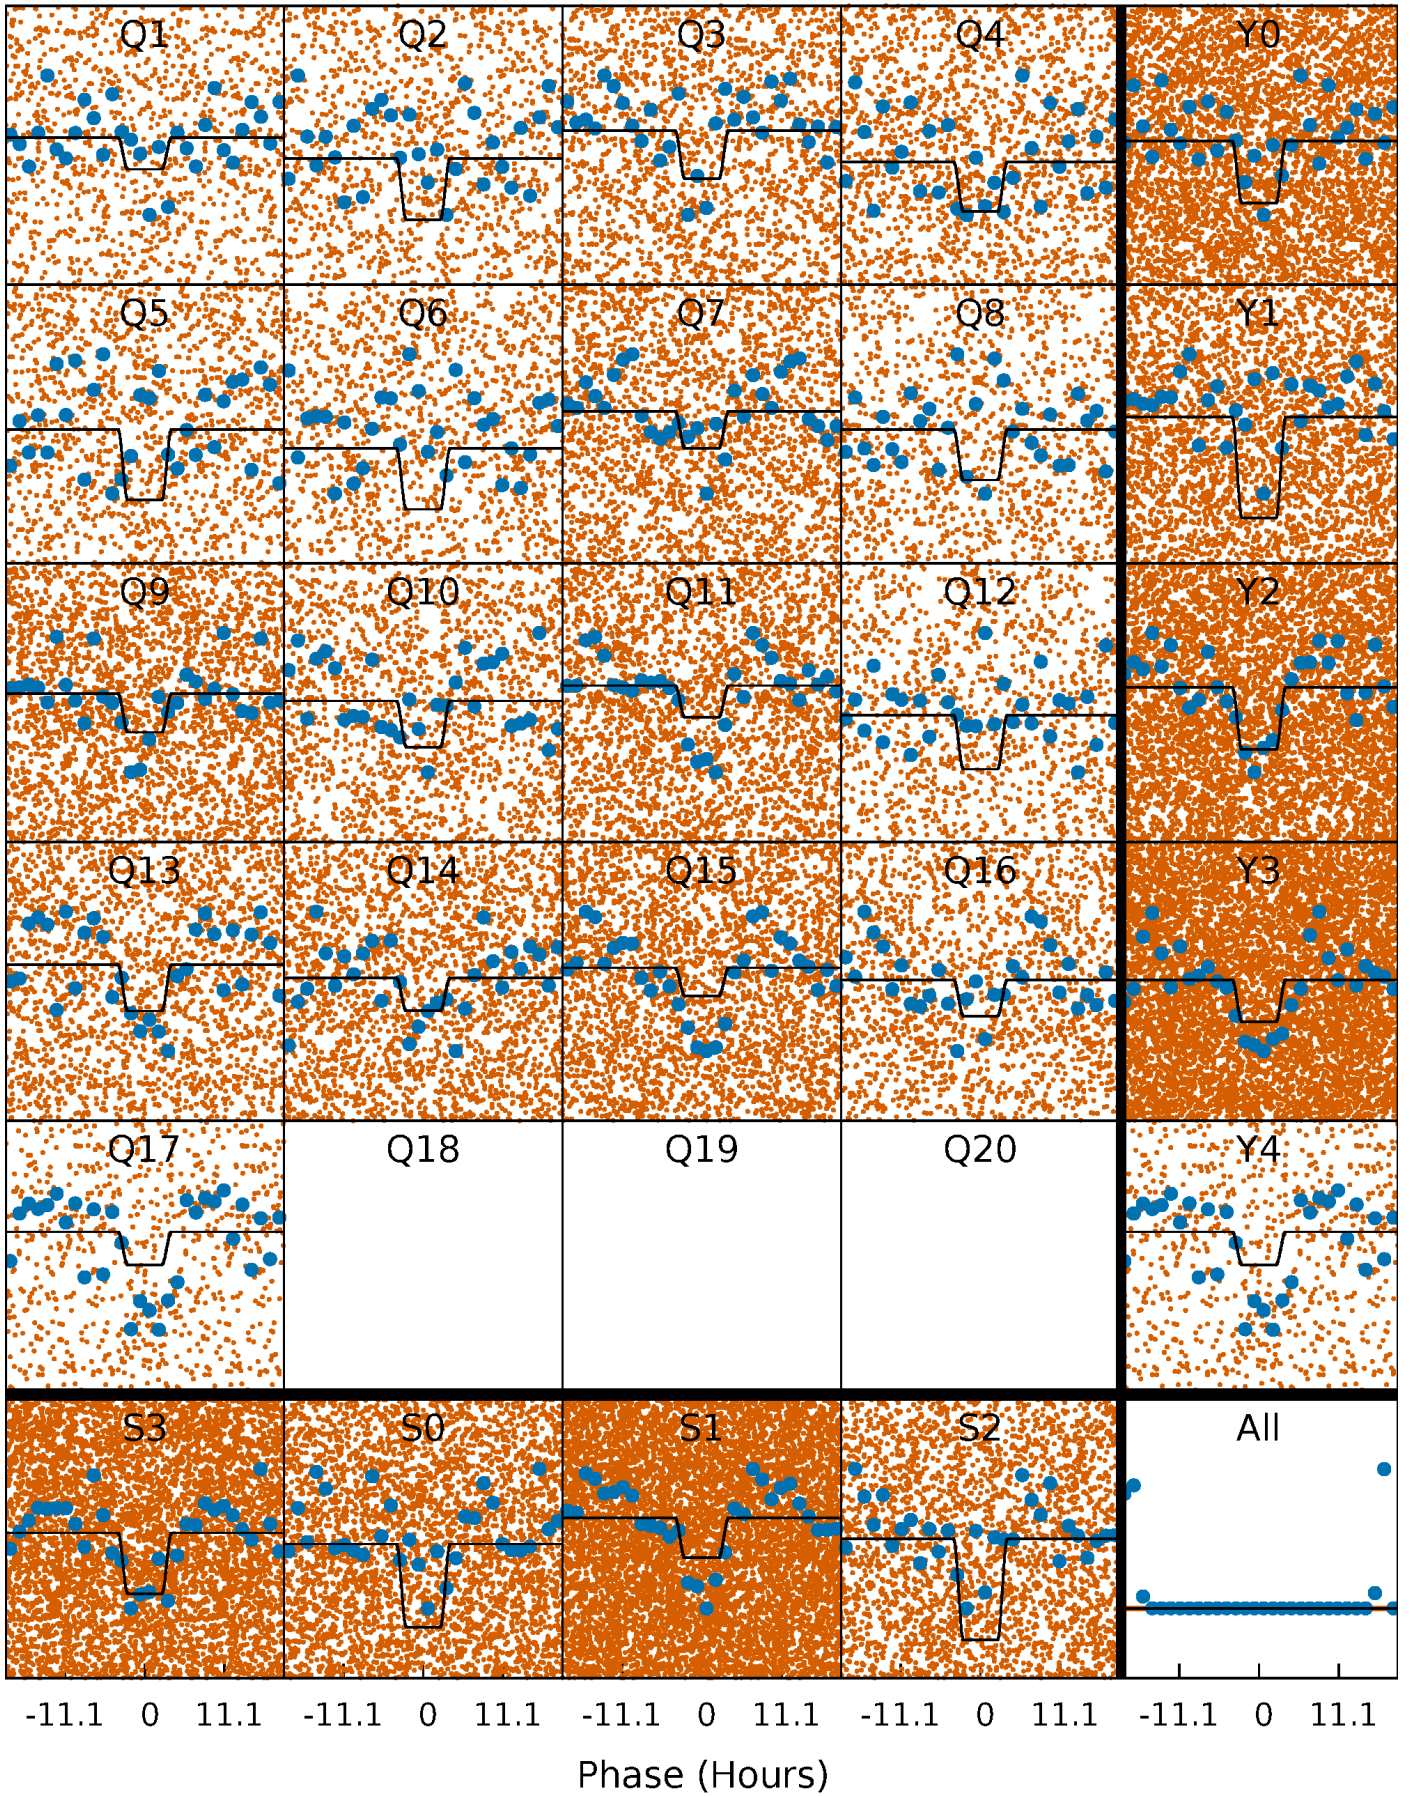 Q1 Q2 Q3 Q4 Y0
Q5 Q6 Q7 Q8 Y1
Q9 Q10 Q11 Q12 Y2
Q13 Q14 Q15 Q16 Y3
Q17 Q18 Q19 Q20 Y4
S3 S0 S1 S2 All
-11.1 0 11.1 -11.1 0 11.1 -11.1 0 11.1 -11.1 0 11.1 -11.1 0 11.1
Phase (Hours)